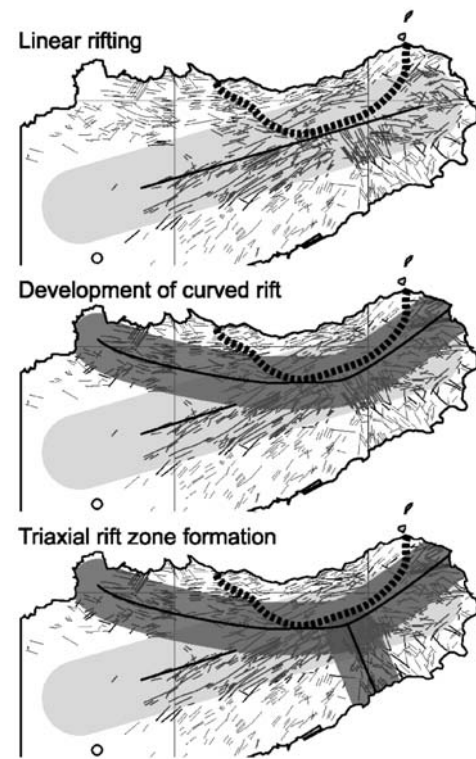 Linear rifting
Development of curved rift
Triaxial rift zone formation